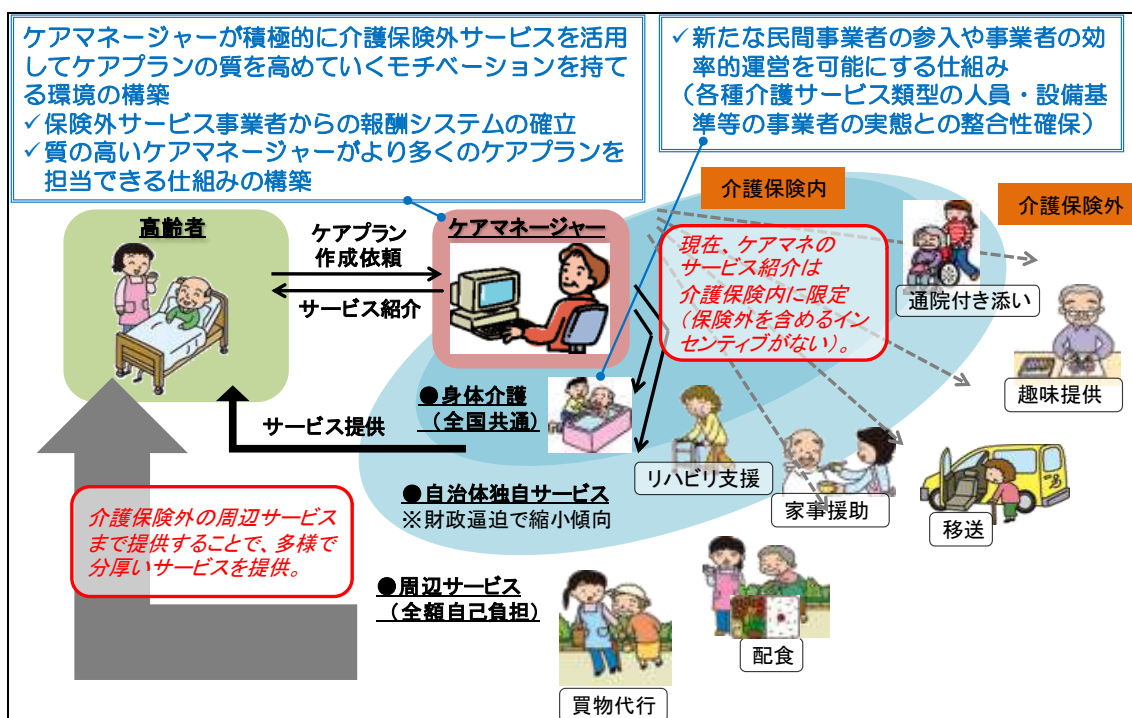 ケアマネージャーが積極的に介護保険外サービスを活用
してケアプランの質を高めていくモチベーションを持て
る環境の構築
✓保険外サービス事業者からの報酬システムの確立
✓質の高いケアマネージャーがより多くのケアプランを
担当できる仕組みの構築
✓新たな民間事業者の参入や事業者の効
率的運営を可能にする仕組み
(各種介護サービス類型の人員・設備基
準等の事業者の実態との整合性確保)
介護保険内
介護保険外
高齢者
ケアプラン
作成依頼
サービス紹介
ケアマネージャー
現在、ケアマネの
サービス紹介は
介護保険内に限定
(保険外を含めるイン
センティブがない)。
通院付き添い
趣味提供
●身体介護
(全国共通)
サービス提供
リハビリ支援
●自治体独自サービス
※財政逼迫で縮小傾向
家事援助
移送
介護保険外の周辺サービス
まで提供することで、多様で
分厚いサービスを提供。
●周辺サービス
(全額自己負担)
配食
買物代行